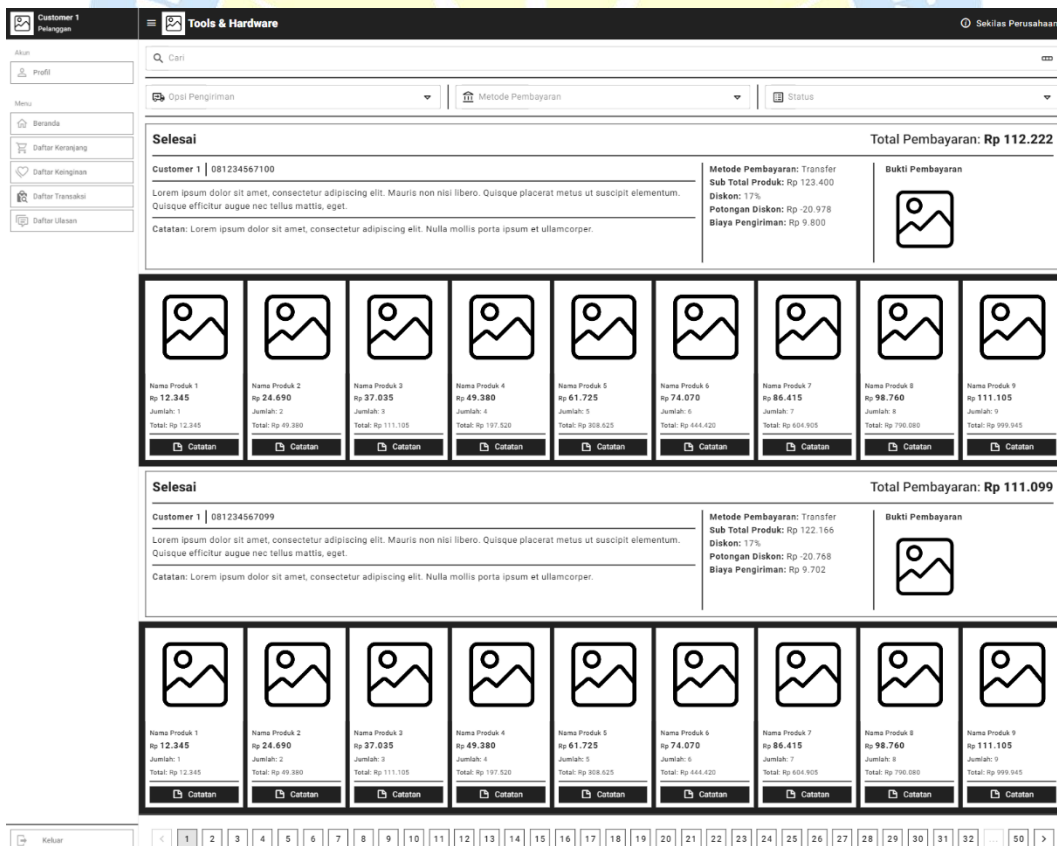 Customer 1
Pelanggan
Tools & Hardware
Sekilas Perusahaan
Akun
Profil
Menu
Beranda
Daftar Keranjang
Daftar Keinginan
Daftar Transaksi
Daftar Ulasan
Keluar
Cari
Opsi Pengiriman
Metode Pembayaran
Status
Selesai
Total Pembayaran: Rp 112.222
Customer 1 | 081234567100
Lorem ipsum dolor sit amet, consectetur adipiscing elit. Mauris non nisi libero. Quisque placerat metus ut suscipit elementum.
Quisque efficitur augue nec tellus mattis, eget.
Catatan: Lorem ipsum dolor sit amet, consectetur adipiscing elit. Nulla mollis porta ipsum et ullamcorper.
Metode Pembayaran: Transfer
Sub Total Produk: Rp 123.400
Diskon: 17%
Potongan Diskon: Rp -20.978
Biaya Pengiriman: Rp 9.800
Bukti Pembayaran
Nama Produk 1
Rp 12.345
Jumlah: 1
Total: Rp 12.345
Catatan
Nama Produk 2
Rp 24.690
Jumlah: 2
Total: Rp 49.380
Catatan
Nama Produk 3
Rp 37.035
Jumlah: 3
Total: Rp 111.105
Catatan
Nama Produk 4
Rp 49.380
Jumlah: 4
Total: Rp 197.520
Catatan
Nama Produk 5
Rp 61.725
Jumlah: 5
Total: Rp 308.625
Catatan
Nama Produk 6
Rp 74.070
Jumlah: 6
Total: Rp 444.420
Catatan
Nama Produk 7
Rp 86.415
Jumlah: 7
Total: Rp 604.905
Catatan
Nama Produk 8
Rp 98.760
Jumlah: 8
Total: Rp 790.080
Catatan
Nama Produk 9
Rp 111.105
Jumlah: 9
Total: Rp 999.945
Catatan
Selesai
Total Pembayaran: Rp 111.099
Customer 1 | 081234567099
Lorem ipsum dolor sit amet, consectetur adipiscing elit. Mauris non nisi libero. Quisque placerat metus ut suscipit elementum.
Quisque efficitur augue nec tellus mattis, eget.
Catatan: Lorem ipsum dolor sit amet, consectetur adipiscing elit. Nulla mollis porta ipsum et ullamcorper.
Metode Pembayaran: Transfer
Sub Total Produk: Rp 122.166
Diskon: 17%
Potongan Diskon: Rp -20.768
Biaya Pengiriman: Rp 9.702
Bukti Pembayaran
Nama Produk 1
Rp 12.345
Jumlah: 1
Total: Rp 12.345
Catatan
Nama Produk 2
Rp 24.690
Jumlah: 2
Total: Rp 49.380
Catatan
Nama Produk 3
Rp 37.035
Jumlah: 3
Total: Rp 111.105
Catatan
Nama Produk 4
Rp 49.380
Jumlah: 4
Total: Rp 197.520
Catatan
Nama Produk 5
Rp 61.725
Jumlah: 5
Total: Rp 308.625
Catatan
Nama Produk 6
Rp 74.070
Jumlah: 6
Total: Rp 444.420
Catatan
Nama Produk 7
Rp 86.415
Jumlah: 7
Total: Rp 604.905
Catatan
Nama Produk 8
Rp 98.760
Jumlah: 8
Total: Rp 790.080
Catatan
Nama Produk 9
Rp 111.105
Jumlah: 9
Total: Rp 999.945
Catatan
< 1 2 3 4 5 6 7 8 9 10 11 12 13 14 15 16 17 18 19 20 21 22 23 24 25 26 27 28 29 30 31 32 ... 50 >